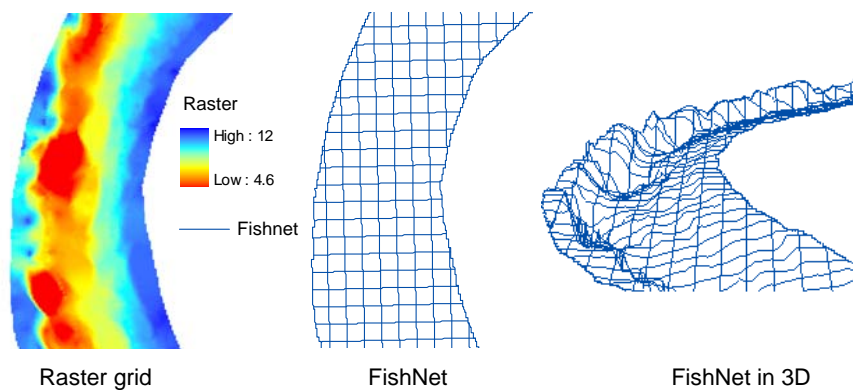 Raster
High : 12
Low : 4.6
Fishnet
Raster grid
FishNet
FishNet in 3D